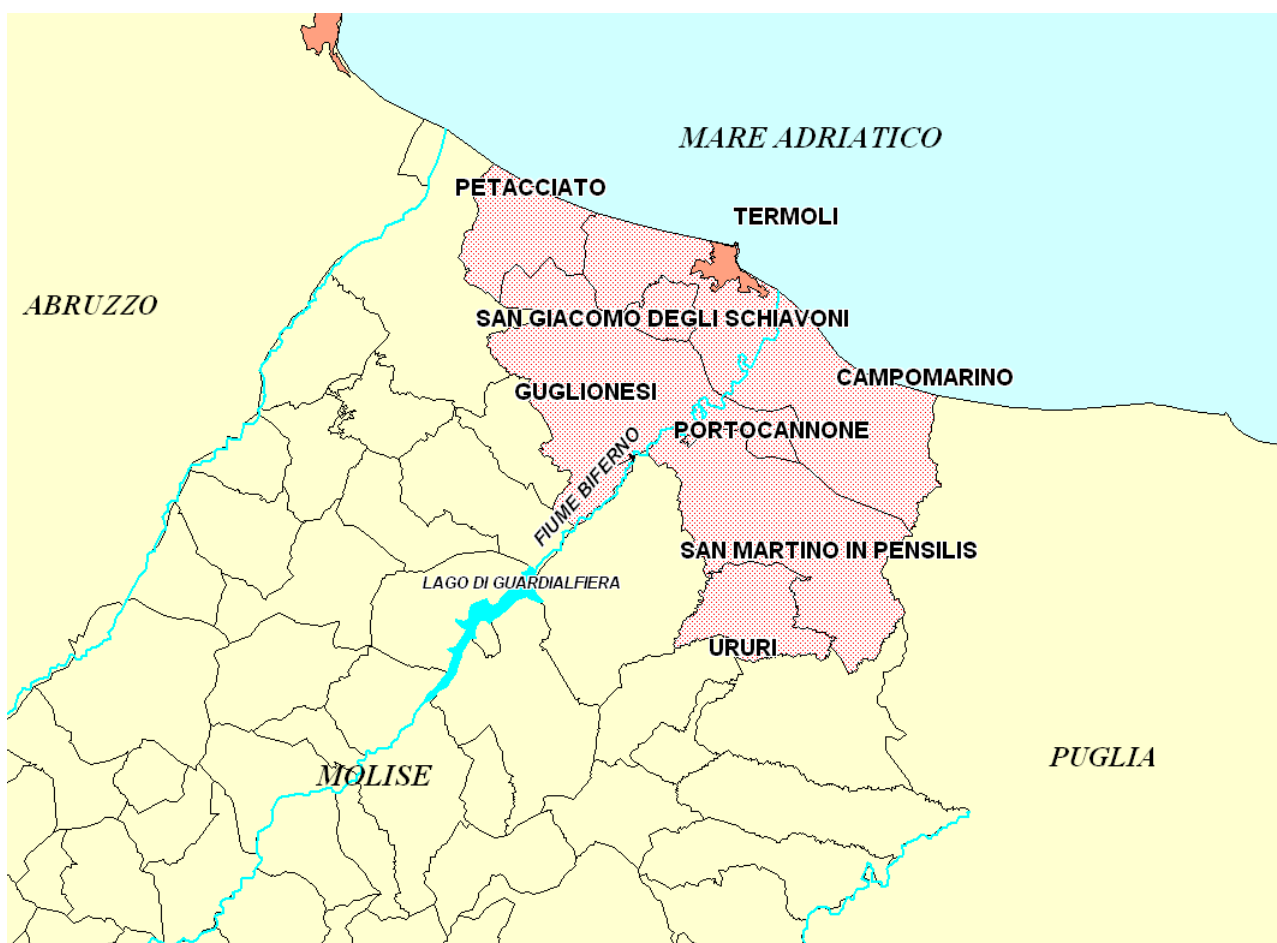 MARE ADRIATICO
PETACCIATO
TERMOLI
ABRUZZO
SAN GIACOMO DEGLI SCHIAVONI
CAMPOMARINO
GUGLIONESI
PORTOCANNONE
FIUME BIFERNO
SAN MARTINO IN PENSILIS
LAGO DI GUARDIALFIERA
URURI
PUGLIA
MOLISE